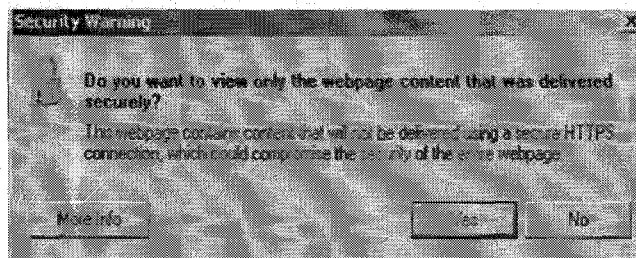 Security Warning
x
Do you want to view only the webpage content that was delivered
securely?
This webpage contains content that will not be delivered using a secure HTTPS
connection, which could compromise the security of the entire webpage.
More Info
Yes
No